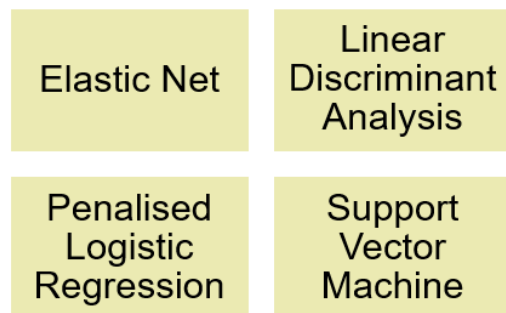 Elastic Net
Linear
Discriminant
Analysis
Penalised
Logistic
Regression
Support
Vector
Machine